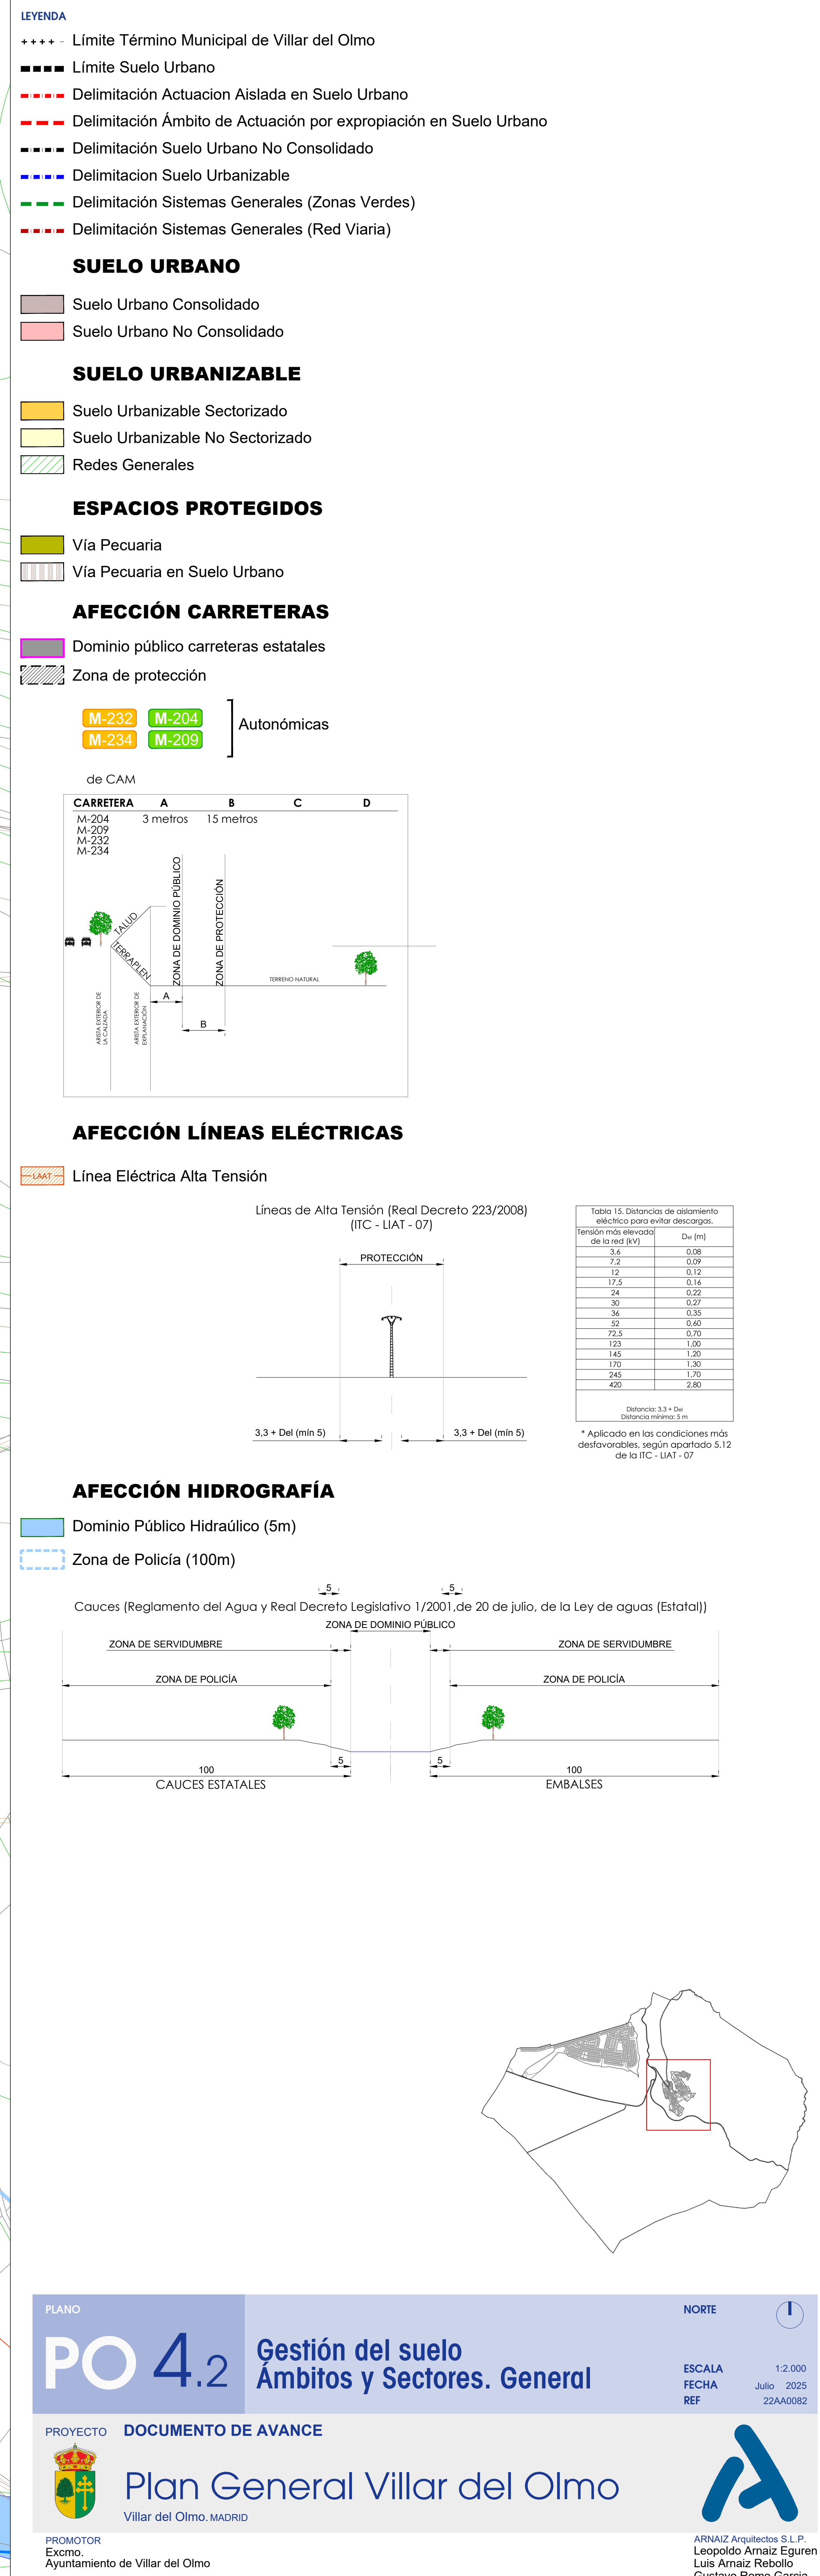 LEYENDA
Límite Término Municipal de Villar del Olmo
Límite Suelo Urbano
Delimitación Actuacion Aislada en Suelo Urbano
Delimitación Ámbito de Actuación por expropiación en Suelo Urbano
Delimitación Suelo Urbano No Consolidado
Delimitacion Suelo Urbanizable
Delimitación Sistemas Generales (Zonas Verdes)
Delimitación Sistemas Generales (Red Viaria)
SUELO URBANO
Suelo Urbano Consolidado
Suelo Urbano No Consolidado
SUELO URBANIZABLE
Suelo Urbanizable Sectorizado
Suelo Urbanizable No Sectorizado
Redes Generales
ESPACIOS PROTEGIDOS
Vía Pecuaria
Vía Pecuaria en Suelo Urbano
AFECCIÓN CARRETERAS
Dominio público carreteras estatales
Zona de protección
M-232 M-204
M-234 M-209
Autonómicas
de CAM
CARRETERA A B C D
M-204 3 metros 15 metros
M-209
M-232
M-234
ZONA DE DOMINIO PÚBLICO
ZONA DE PROTECCIÓN
TALUD
TERRAPLEN
TERRENO NATURAL
A
B
ARISTA EXTERIOR DE
LA CALZADA
ARISTA EXTERIOR DE
EXPLANACIÓN
AFECCIÓN LÍNEAS ELÉCTRICAS
LAAT
Línea Eléctrica Alta Tensión
Líneas de Alta Tensión (Real Decreto 223/2008)
(ITC - LIAT - 07)
PROTECCIÓN
3,3 + Del (mín 5) 3,3 + Del (mín 5)
Tabla 15. Distancias de aislamiento
eléctrico para evitar descargas.
Tensión más elevada
de la red (kV)
Del (m)
3,6 0,08
7,2 0,09
12 0,12
17,5 0,16
24 0,22
30 0,27
36 0,35
52 0,60
72,5 0,70
123 1,00
145 1,20
170 1,30
245 1,70
420 2,80
Distancia: 3,3 + Del
Distancia mínima: 5 m
* Aplicado en las condiciones más
desfavorables, según apartado 5.12
de la ITC - LIAT - 07
AFECCIÓN HIDROGRAFÍA
Dominio Público Hidraúlico (5m)
Zona de Policía (100m)
5 5
Cauces (Reglamento del Agua y Real Decreto Legislativo 1/2001,de 20 de julio, de la Ley de aguas (Estatal))
ZONA DE DOMINIO PÚBLICO
ZONA DE SERVIDUMBRE ZONA DE SERVIDUMBRE
ZONA DE POLICÍA ZONA DE POLICÍA
5 5
100 100
CAUCES ESTATALES EMBALSES
PLANO
PO 4.2
Gestión del suelo
Ámbitos y Sectores. General
NORTE
ESCALA 1:2.000
FECHA Julio 2025
REF 22AA0082
PROYECTO DOCUMENTO DE AVANCE
Plan General Villar del Olmo
Villar del Olmo. MADRID
PROMOTOR
Excmo.
Ayuntamiento de Villar del Olmo
ARNAIZ Arquitectos S.L.P.
Leopoldo Arnaiz Eguren
Luis Arnaiz Rebollo
Gustavo Romo García